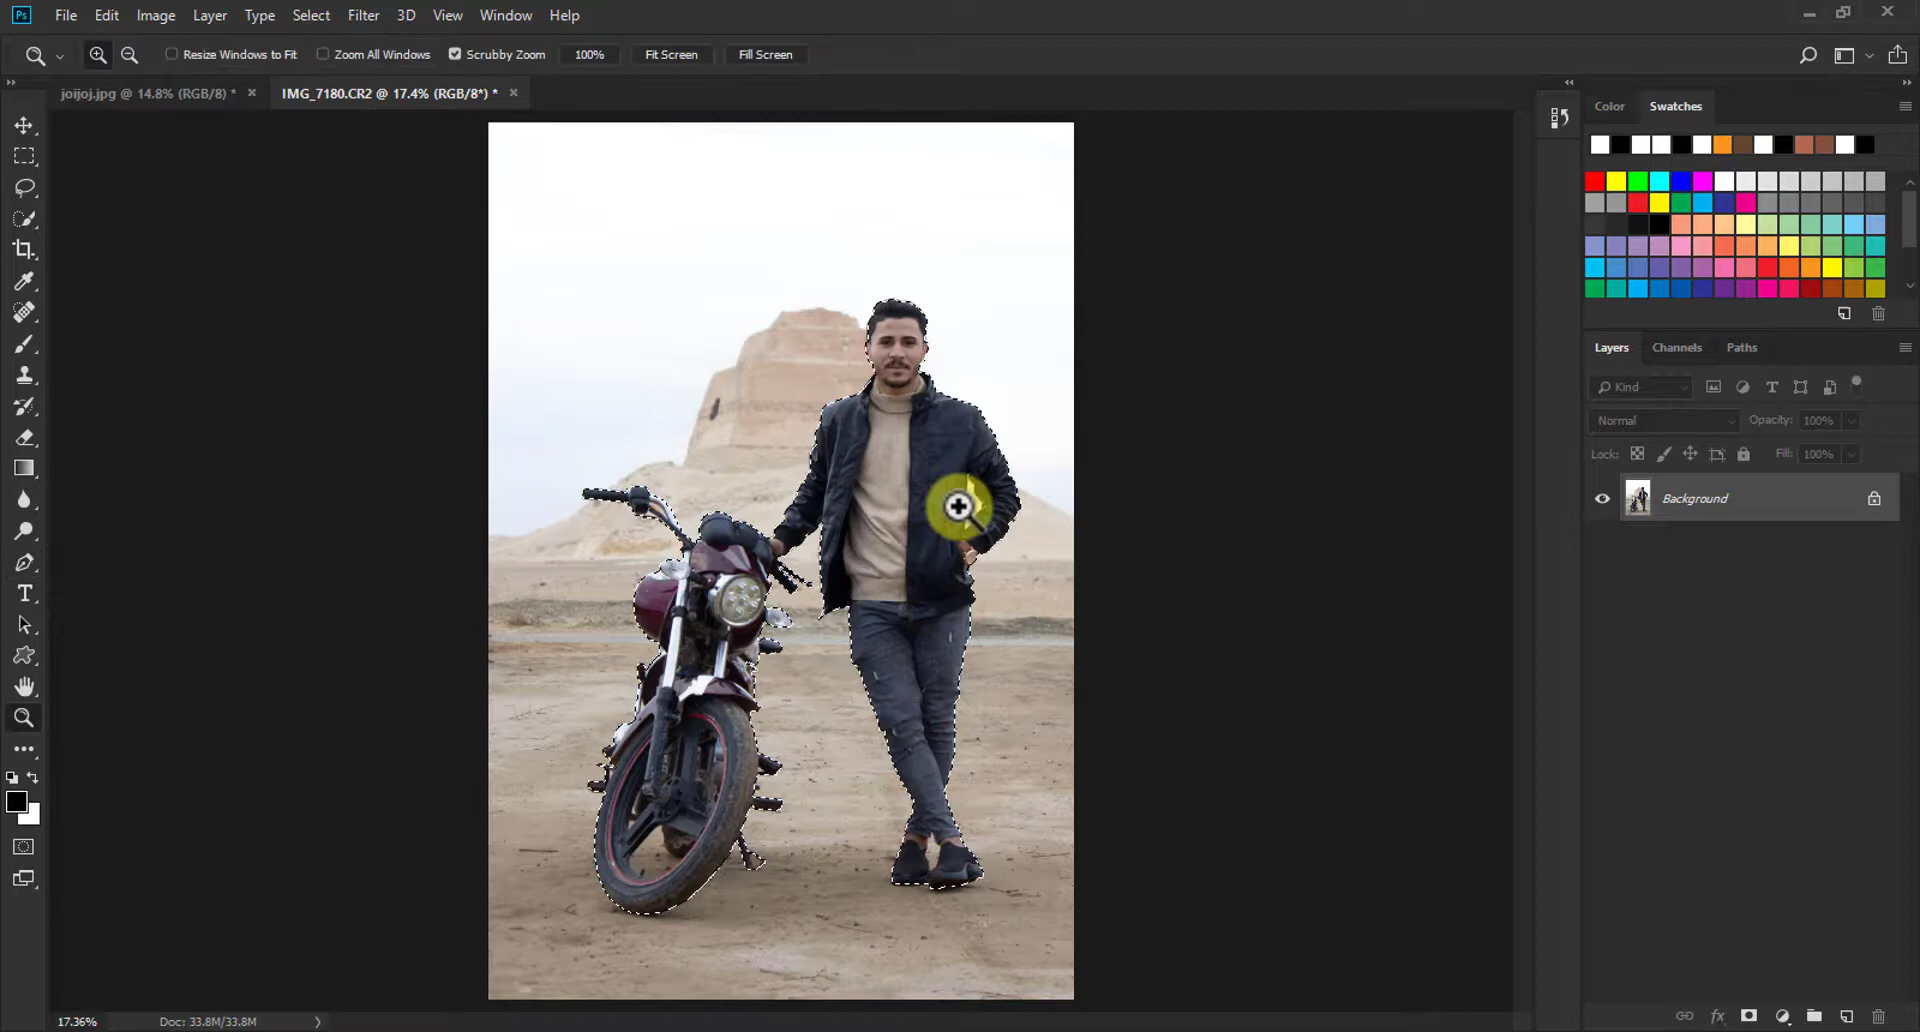 Ps File Edit Image Layer Type Select Filter 3D View Window Help
Resize Windows to Fit Zoom All Windows Scrubby Zoom 100% Fit Screen Fill Screen
joijoj.jpg @ 14.8% (RGB/8) * × IMG_7180.CR2 @ 17.4% (RGB/8*) * ×
Color Swatches
Layers Channels Paths
Kind
Normal Opacity: 100%
Lock: Fill: 100%
Background
fx
17.36% Doc: 33.8M/33.8M